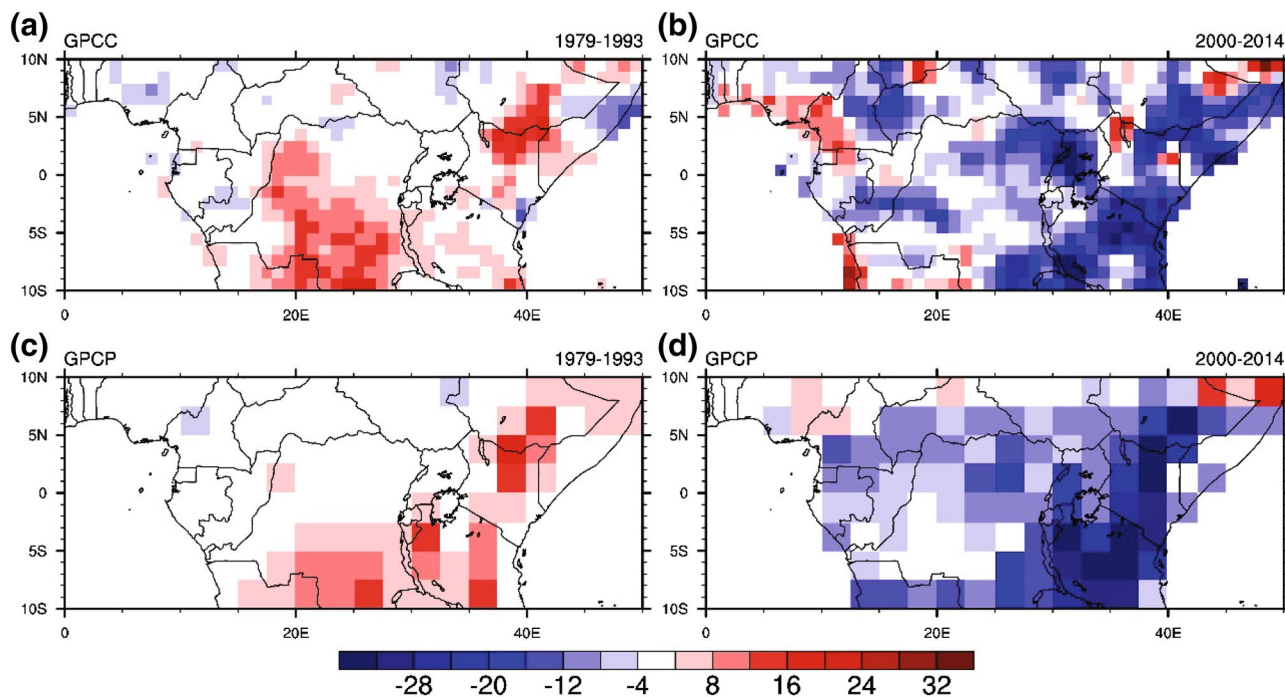 (a) GPCC 1979-1993
10N
5N
0
5S
10S
0 20E 40E
(b) GPCC 2000-2014
10N
5N
0
5S
10S
0 20E 40E
(c) GPCP 1979-1993
10N
5N
0
5S
10S
0 20E 40E
(d) GPCP 2000-2014
10N
5N
0
5S
10S
0 20E 40E
-28 -20 -12 -4 8 16 24 32